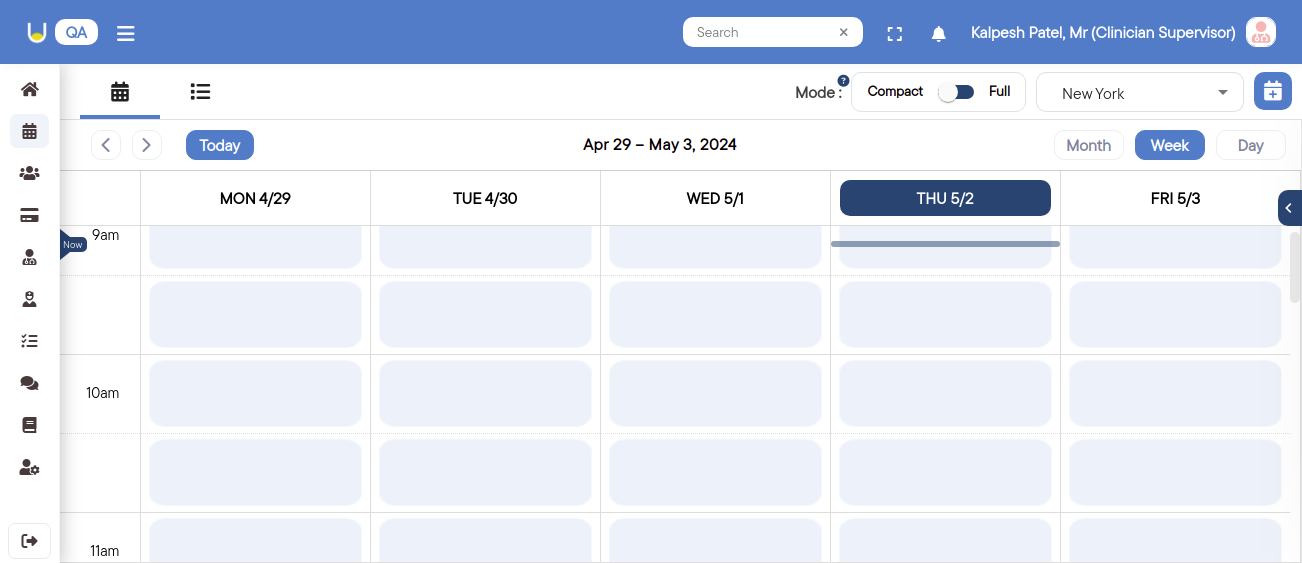 QA
Search
Kalpesh Patel, Mr (Clinician Supervisor)
Mode :
?
Compact
Full
New York
Today
Apr 29 – May 3, 2024
Month
Week
Day
MON 4/29
TUE 4/30
WED 5/1
THU 5/2
FRI 5/3
9am
Now
10am
11am